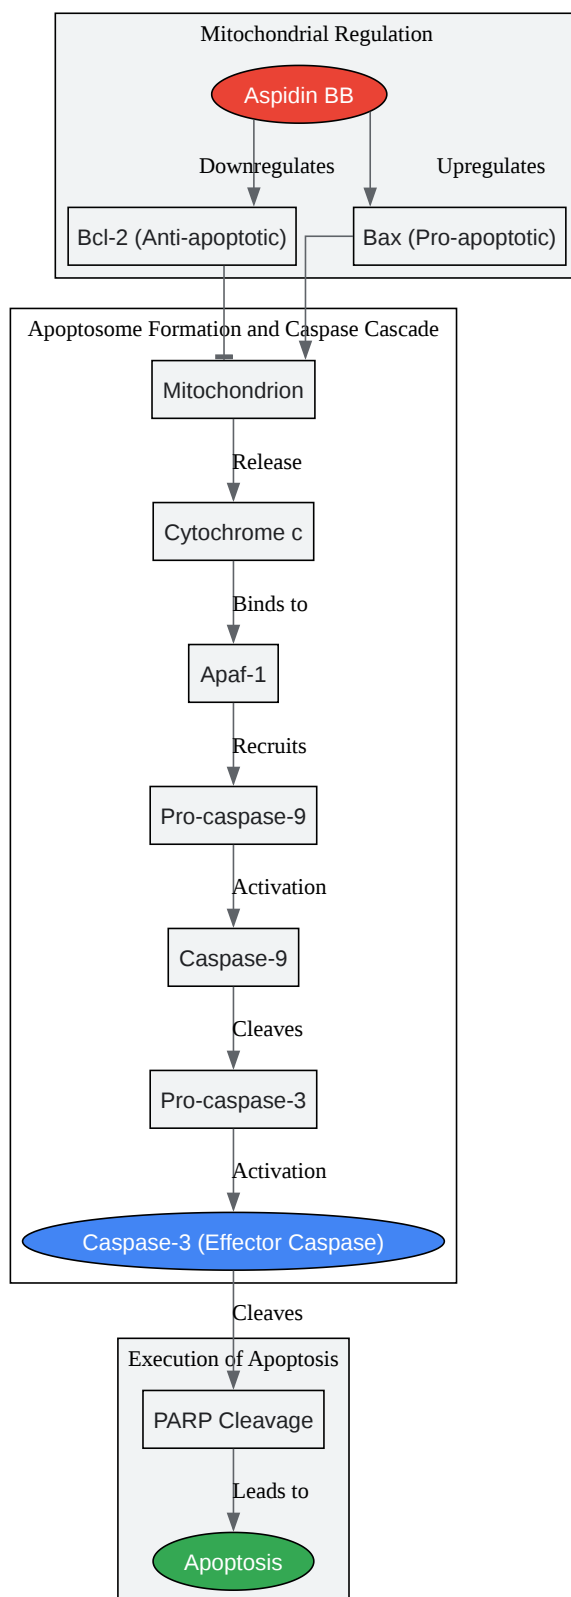 Mitochondrial Regulation
Aspidin BB
Downregulates
Upregulates
Bcl-2 (Anti-apoptotic)
Bax (Pro-apoptotic)
Apoptosome Formation and Caspase Cascade
Mitochondrion
Release
Cytochrome c
Binds to
Apaf-1
Recruits
Pro-caspase-9
Activation
Caspase-9
Cleaves
Pro-caspase-3
Activation
Caspase-3 (Effector Caspase)
Cleaves
Execution of Apoptosis
PARP Cleavage
Leads to
Apoptosis